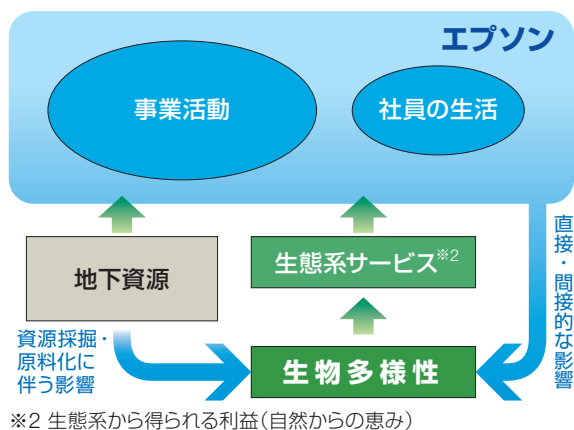 エプソン
事業活動
社員の生活
地下資源
生態系サービス※2
直接・間接的な影響
資源採掘・
原料化に
伴う影響
生物多様性
※2 生態系から得られる利益(自然からの恵み)